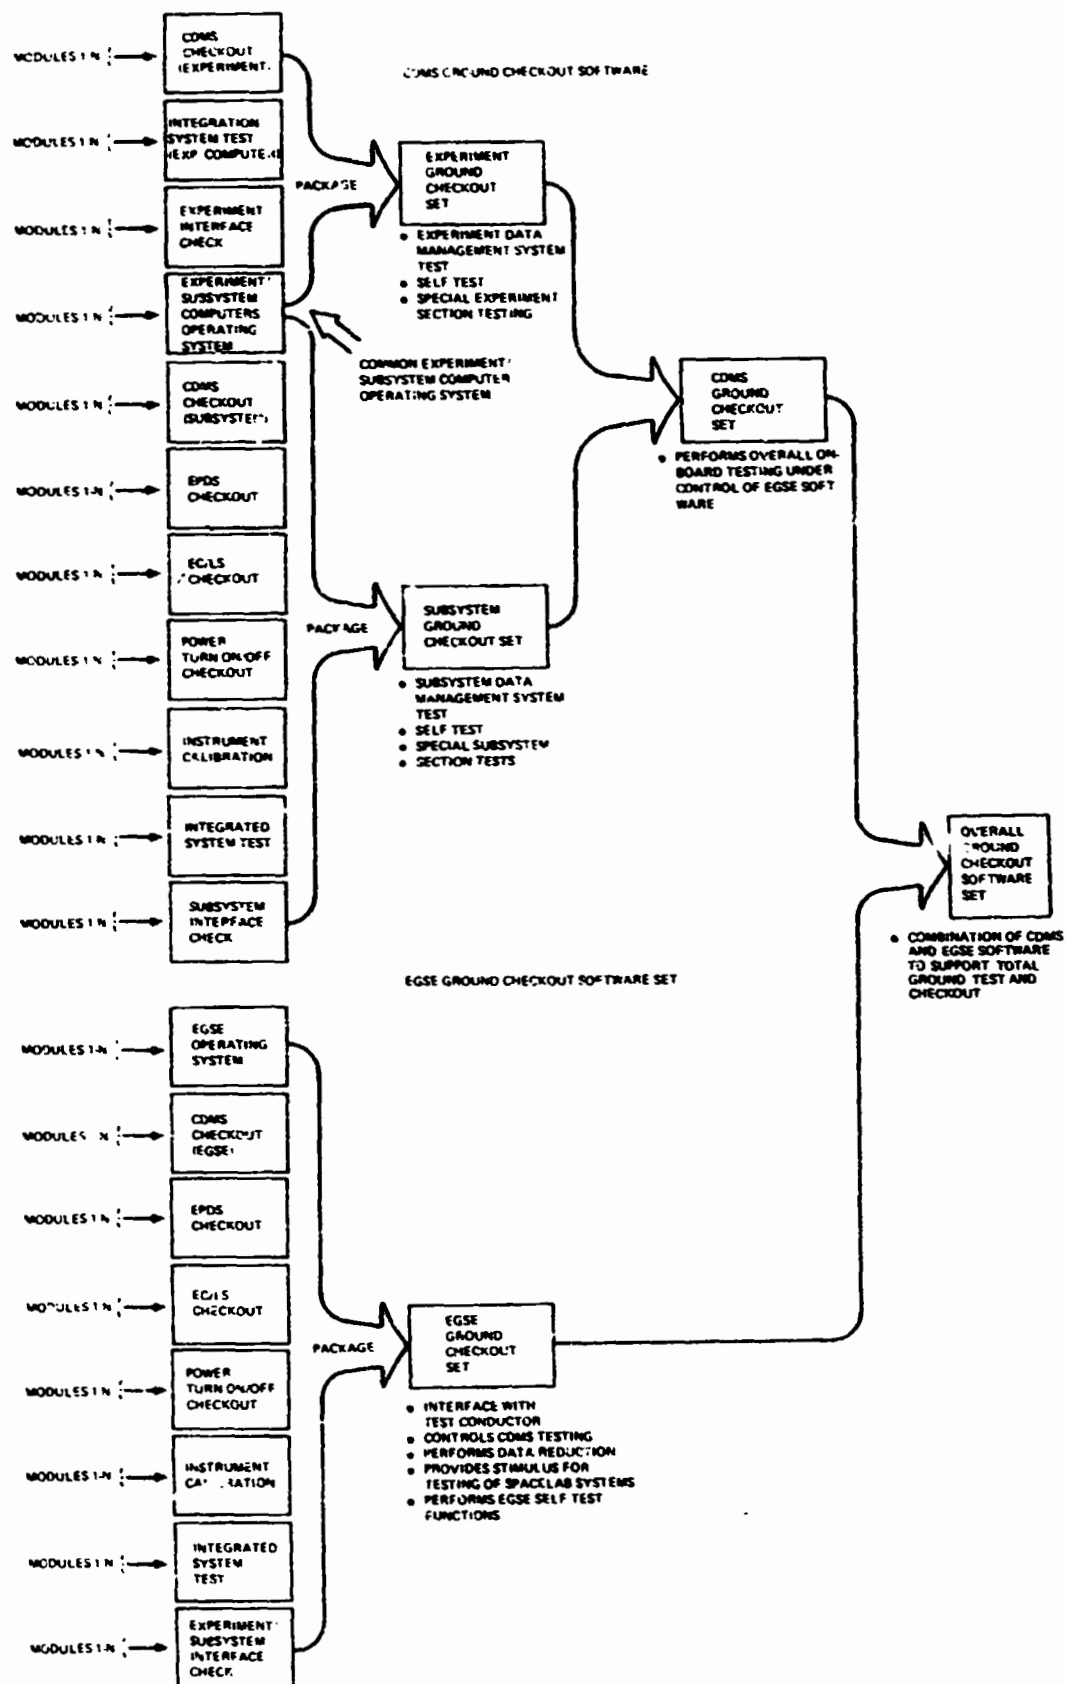 CDMS GROUND CHECKOUT SOFTWARE
MODULES 1-N
CDMS
CHECKOUT
(EXPERIMENT)
MODULES 1-N
INTEGRATION
SYSTEM TEST
(EXP COMPUTER)
MODULES 1-N
EXPERIMENT
INTERFACE
CHECK
MODULES 1-N
EXPERIMENT/
SUBSYSTEM
COMPUTERS
OPERATING
SYSTEM
MODULES 1-N
CDMS
CHECKOUT
(SUBSYSTEM)
MODULES 1-N
EPDS
CHECKOUT
MODULES 1-N
EC/LS
CHECKOUT
MODULES 1-N
POWER
TURN ON/OFF
CHECKOUT
MODULES 1-N
INSTRUMENT
CALIBRATION
MODULES 1-N
INTEGRATED
SYSTEM TEST
MODULES 1-N
SUBSYSTEM
INTERFACE
CHECK
PACKAGE
EXPERIMENT
GROUND
CHECKOUT
SET
• EXPERIMENT DATA
MANAGEMENT SYSTEM
TEST
• SELF TEST
• SPECIAL EXPERIMENT
SECTION TESTING
COMMON EXPERIMENT/
SUBSYSTEM COMPUTER
OPERATING SYSTEM
PACKAGE
SUBSYSTEM
GROUND
CHECKOUT SET
• SUBSYSTEM DATA
MANAGEMENT SYSTEM
TEST
• SELF TEST
• SPECIAL SUBSYSTEM
• SECTION TESTS
CDMS
GROUND
CHECKOUT
SET
• PERFORMS OVERALL ON-
BOARD TESTING UNDER
CONTROL OF EGSE SOFT
WARE
OVERALL
GROUND
CHECKOUT
SOFTWARE
SET
• COMBINATION OF CDMS
AND EGSE SOFTWARE
TO SUPPORT TOTAL
GROUND TEST AND
CHECKOUT
EGSE GROUND CHECKOUT SOFTWARE SET
MODULES 1-N
EGSE
OPERATING
SYSTEM
MODULES N
CDMS
CHECKOUT
(EGSE)
MODULES 1-N
EPDS
CHECKOUT
MODULES 1-N
EC/LS
CHECKOUT
MODULES 1-N
POWER
TURN ON/OFF
CHECKOUT
MODULES 1-N
INSTRUMENT
CALIBRATION
MODULES 1-N
INTEGRATED
SYSTEM
TEST
MODULES 1-N
EXPERIMENT/
SUBSYSTEM
INTERFACE
CHECK
PACKAGE
EGSE
GROUND
CHECKOUT
SET
• INTERFACE WITH
TEST CONDUCTOR
• CONTROLS CDMS TESTING
• PERFORMS DATA REDUCTION
• PROVIDES STIMULUS FOR
TESTING OF SPACELAB SYSTEMS
• PERFORMS EGSE SELF TEST
FUNCTIONS